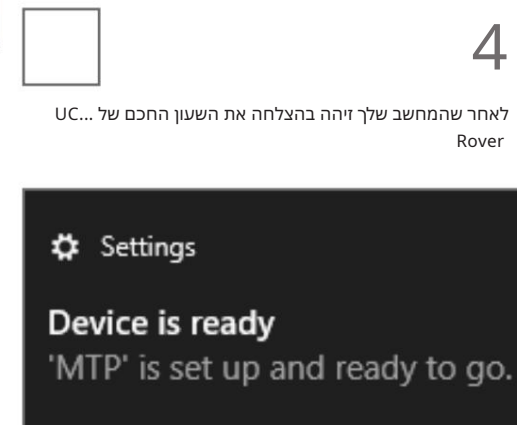 4
לאחר שהמחשב שלך זיהה בהצלחה את השעון החכם של ...UC
Rover
Settings
Device is ready
'MTP' is set up and ready to go.